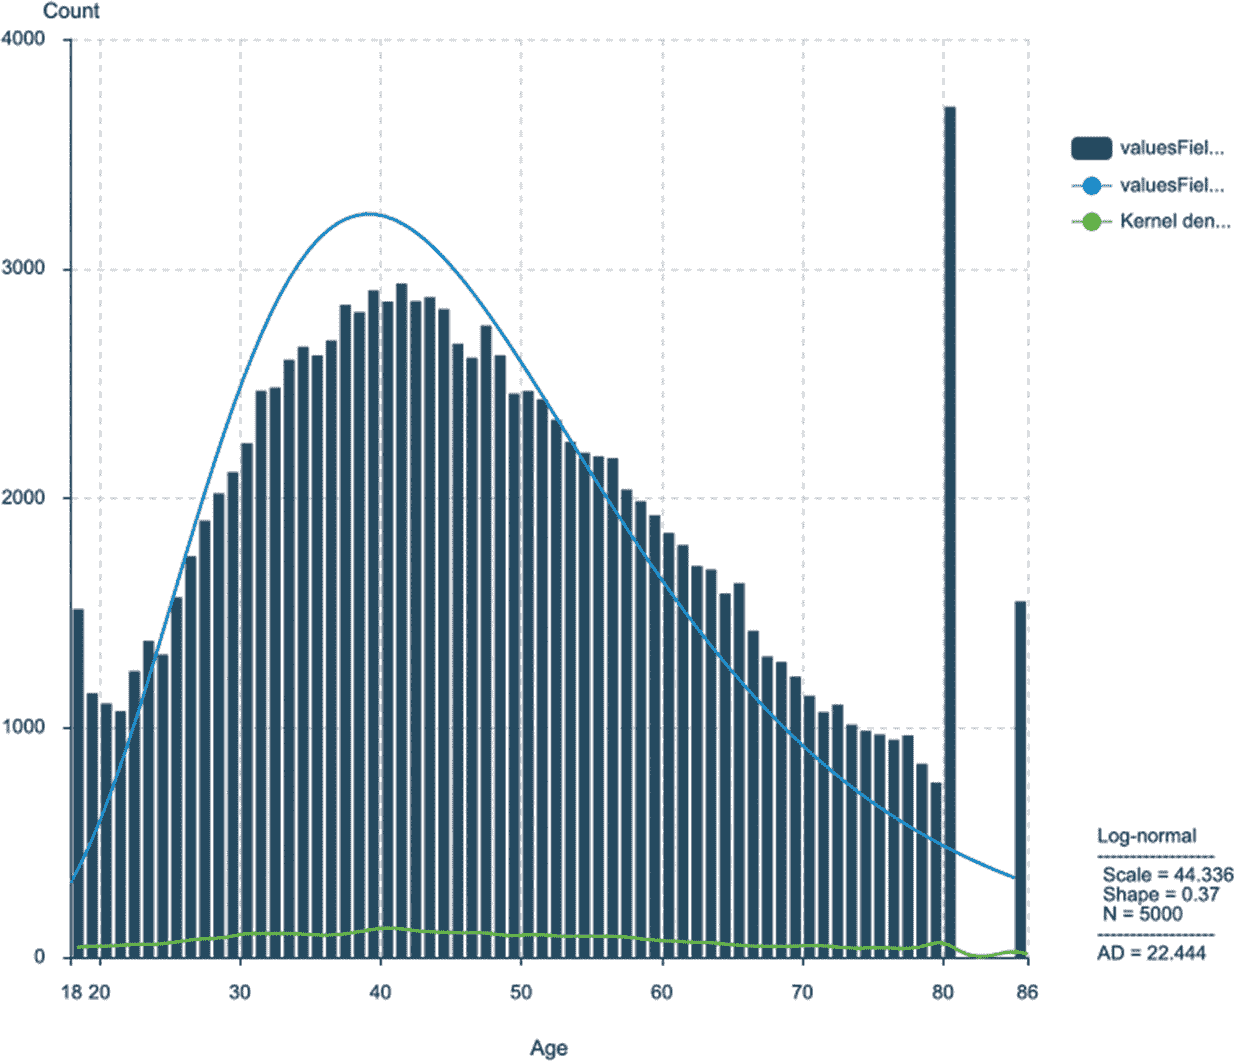 Count
4000
3000
2000
1000
0
18 20 30 40 50 60 70 80 86
Age
valuesFiel...
valuesFiel...
Kernel den...
Log-normal
Scale = 44.336
Shape = 0.37
N = 5000
AD = 22.444